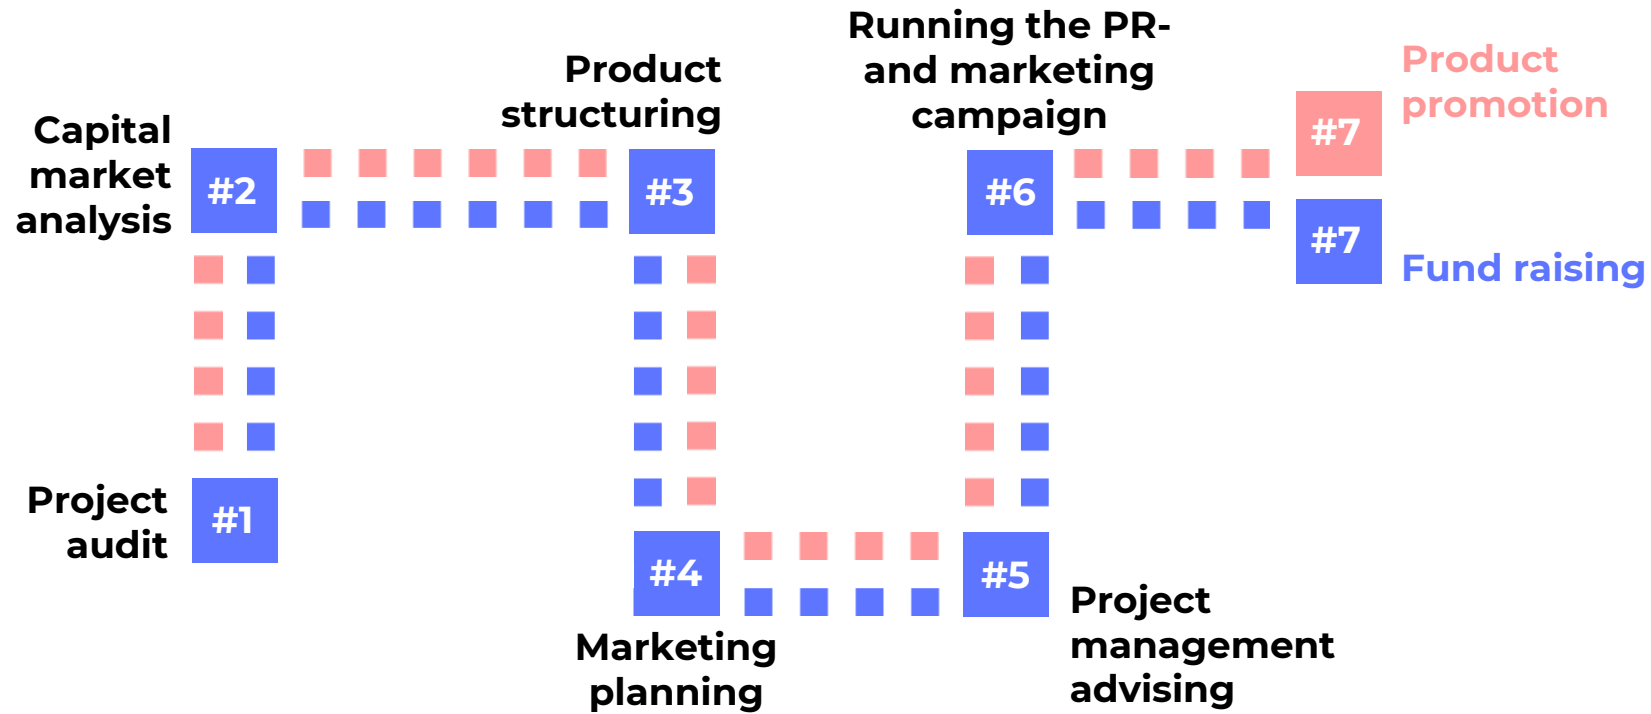 Project
audit
#1
Capital
market
analysis
#2
Product
structuring
#3
#4
Marketing
planning
#5
Project
management
advising
Running the PR-
and marketing
campaign
#6
#7
Product
promotion
#7
Fund raising